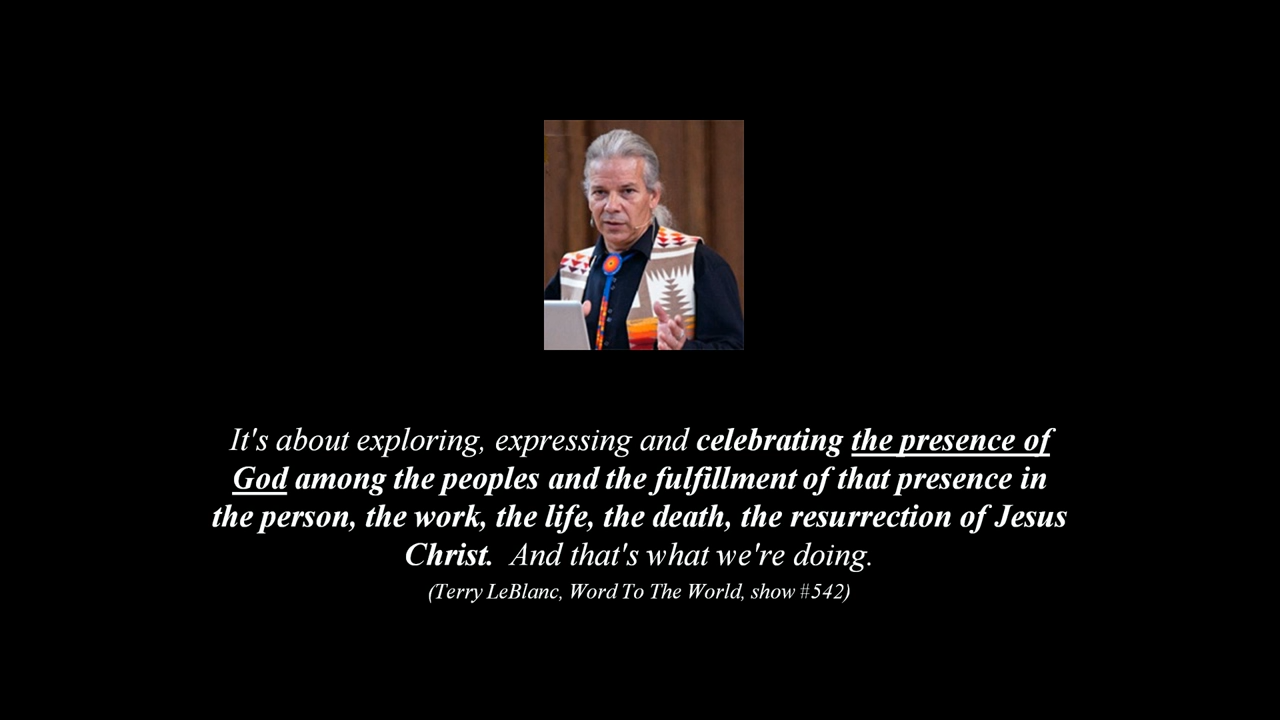 It's about exploring, expressing and celebrating the presence of
God among the peoples and the fulfillment of that presence in
the person, the work, the life, the death, the resurrection of Jesus
Christ.  And that's what we're doing.
(Terry LeBlanc, Word To The World, show #542)